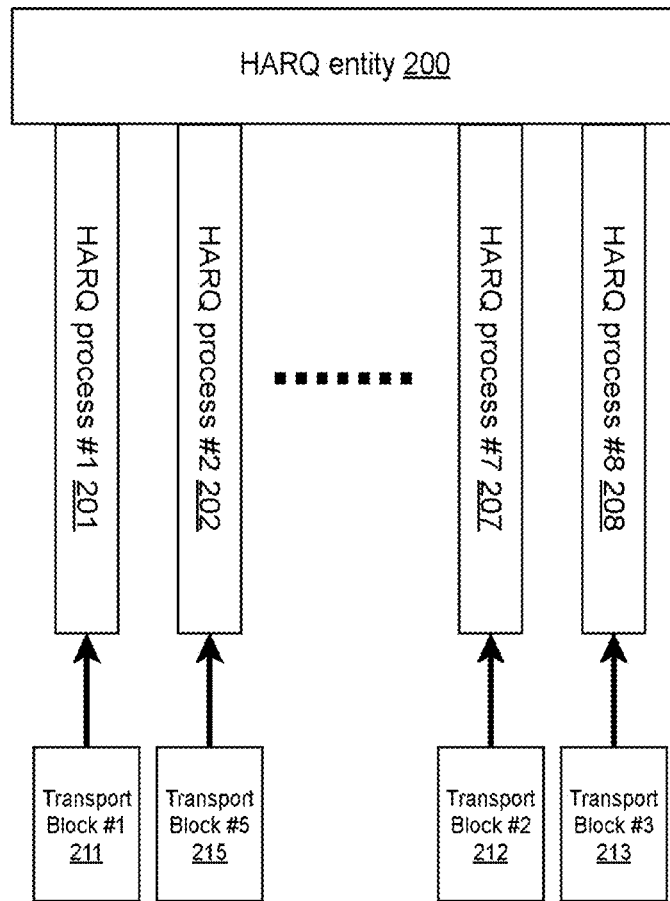 HARQ entity 200
HARQ process #1 201
HARQ process #2 202
HARQ process #7 207
HARQ process #8 208
Transport
Block #1
211
Transport
Block #5
215
Transport
Block #2
212
Transport
Block #3
213